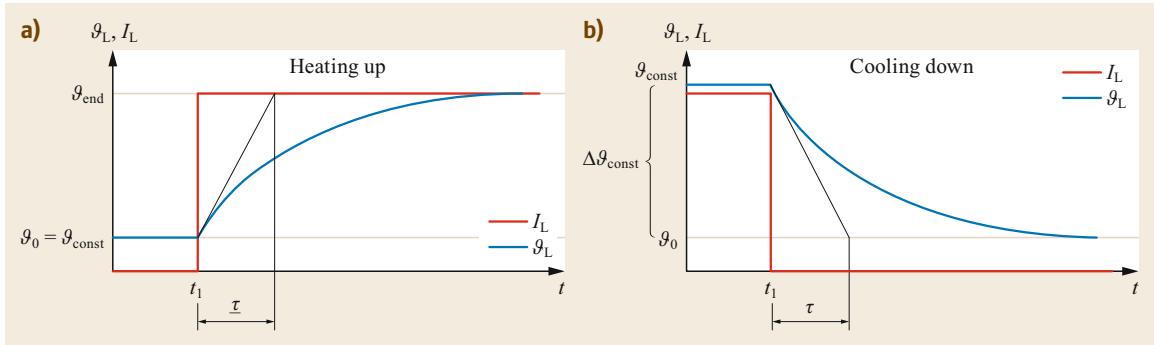 a)
ϑL, IL
Heating up
ϑend
ϑ0 = ϑconst
IL
ϑL
t1
t
τ
b)
ϑL, IL
Cooling down
ϑconst
IL
ϑL
Δϑconst
ϑ0
t1
t
τ